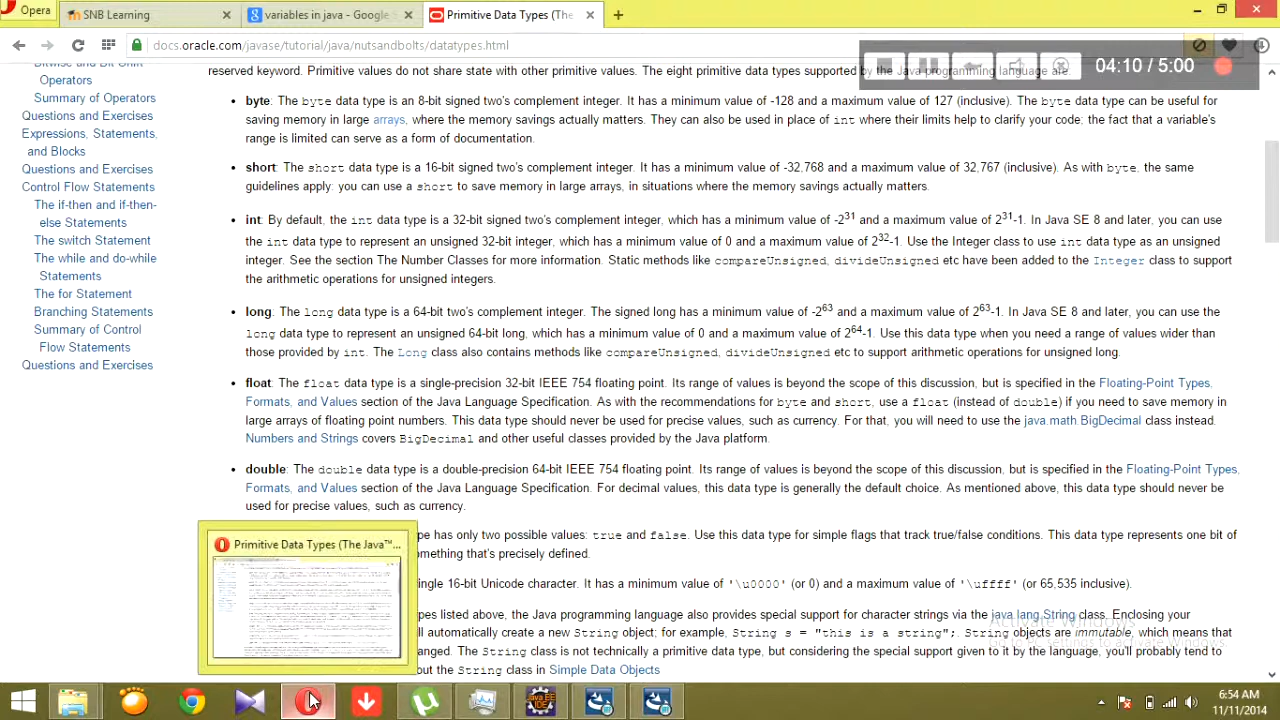 Opera
SNB Learning
variables in java - Google S
Primitive Data Types (The
docs.oracle.com/javase/tutorial/java/nutsandbolts/datatypes.htm
04:10 / 5:00
Operators
Summary of Operators
Questions and Exercises
Expressions, Statements,
and Blocks
Questions and Exercises
Control Flow Statements
The if-then and if-then-
else Statements
The switch Statement
The while and do-while
Statements
The for Statement
Branching Statements
Summary of Control
Flow Statements
Questions and Exercises
reserved keyword. Primitive values do not share state with other primitive values. The eight primitive data types supported by the Java programming language are:
• byte: The byte data type is an 8-bit signed two's complement integer. It has a minimum value of -128 and a maximum value of 127 (inclusive). The byte data type can be useful for
saving memory in large arrays, where the memory savings actually matters. They can also be used in place of int where their limits help to clarify your code; the fact that a variable's
range is limited can serve as a form of documentation.
• short: The short data type is a 16-bit signed two's complement integer. It has a minimum value of -32,768 and a maximum value of 32,767 (inclusive). As with byte, the same
guidelines apply: you can use a short to save memory in large arrays, in situations where the memory savings actually matters.
• int: By default, the int data type is a 32-bit signed two's complement integer, which has a minimum value of -2^31 and a maximum value of 2^31-1. In Java SE 8 and later, you can use
the int data type to represent an unsigned 32-bit integer, which has a minimum value of 0 and a maximum value of 2^32-1. Use the Integer class to use int data type as an unsigned
integer. See the section The Number Classes for more information. Static methods like compareUnsigned, divideUnsigned etc have been added to the Integer class to support
the arithmetic operations for unsigned integers.
• long: The long data type is a 64-bit two's complement integer. The signed long has a minimum value of -2^63 and a maximum value of 2^63-1. In Java SE 8 and later, you can use the
long data type to represent an unsigned 64-bit long, which has a minimum value of 0 and a maximum value of 2^64-1. Use this data type when you need a range of values wider than
those provided by int. The Long class also contains methods like compareUnsigned, divideUnsigned etc to support arithmetic operations for unsigned long.
• float: The float data type is a single-precision 32-bit IEEE 754 floating point. Its range of values is beyond the scope of this discussion, but is specified in the Floating-Point Types,
Formats, and Values section of the Java Language Specification. As with the recommendations for byte and short, use a float (instead of double) if you need to save memory in
large arrays of floating point numbers. This data type should never be used for precise values, such as currency. For that, you will need to use the java.math.BigDecimal class instead.
Numbers and Strings covers BigDecimal and other useful classes provided by the Java platform.
• double: The double data type is a double-precision 64-bit IEEE 754 floating point. Its range of values is beyond the scope of this discussion, but is specified in the Floating-Point Types,
Formats, and Values section of the Java Language Specification. For decimal values, this data type is generally the default choice. As mentioned above, this data type should never be
used for precise values, such as currency.
pe has only two possible values: true and false. Use this data type for simple flags that track true/false conditions. This data type represents one bit of
omething that's precisely defined.
16-bit Unicode character. It has a minimum value of (or 0) and a maximum value of (or 65,535 inclusive).
es listed above, the Java programming language also provides special support for character strings class.
ll automatically create a new String object; for example, objects are immutable, which means that
anged. The String class is not technically a primitive data type, but considering the special support given to it by the language, you'll probably tend to
out the String class in Simple Data Objects
Primitive Data Types (The Java™...
Java EE
IDE
6:54 AM
11/11/2014